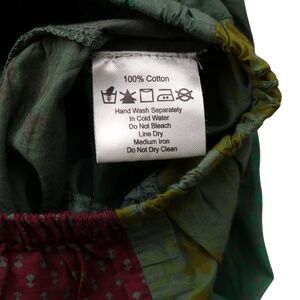 100% Cotton
Hand Wash Separately
In Cold Water
Do Not Bleach
Line Dry
Medium Iron
Do Not Dry Clean